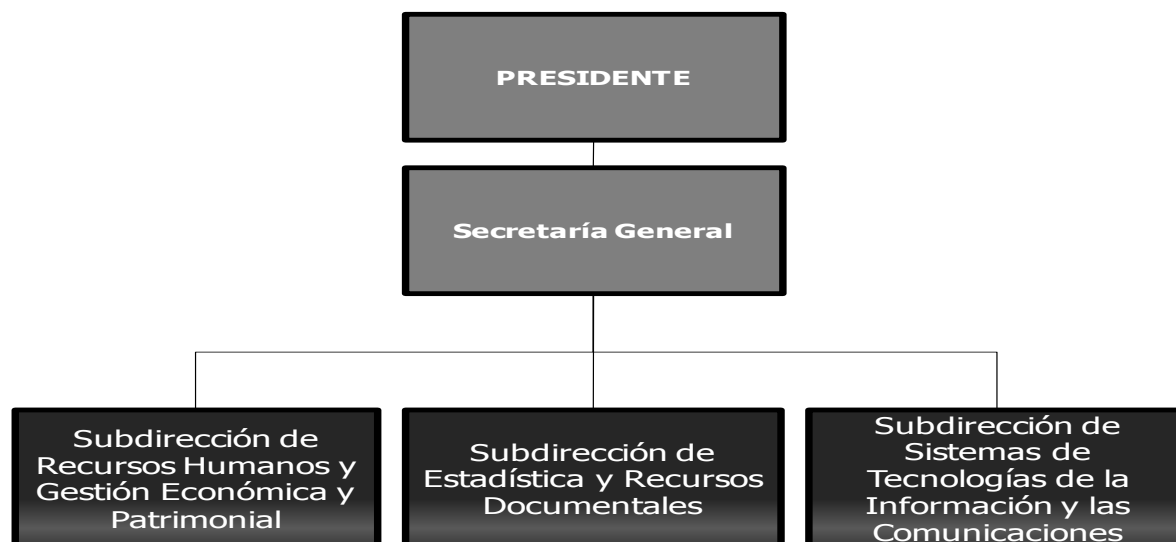 PRESIDENTE
Secretaría General
Subdirección de
Recursos Humanos y
Gestión Económica y
Patrimonial
Subdirección de
Estadística y Recursos
Documentales
Subdirección de
Sistemas de
Tecnologías de la
Información y las
Comunicaciones